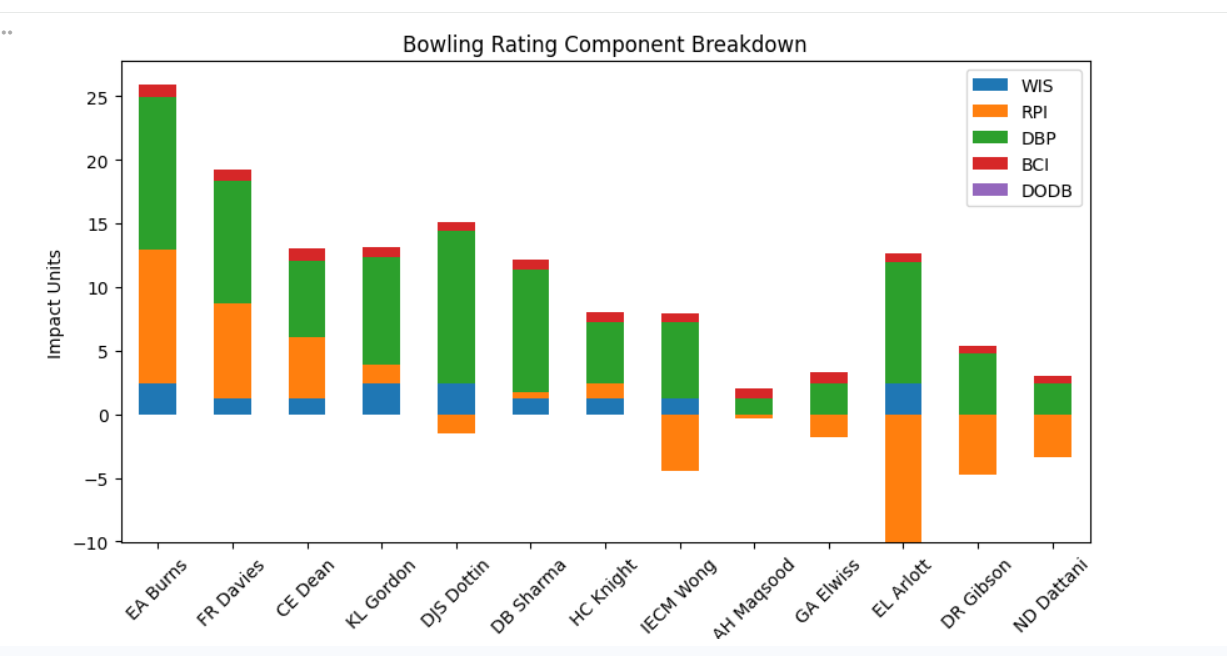 Bowling Rating Component Breakdown
WIS
RPI
DBP
BCI
DODB
Impact Units
25
20
15
10
5
0
−5
−10
EA Burns
FR Davies
CE Dean
KL Gordon
DJS Dottin
DB Sharma
HC Knight
IECM Wong
AH Maqsood
GA Elwiss
EL Arlott
DR Gibson
ND Dattani